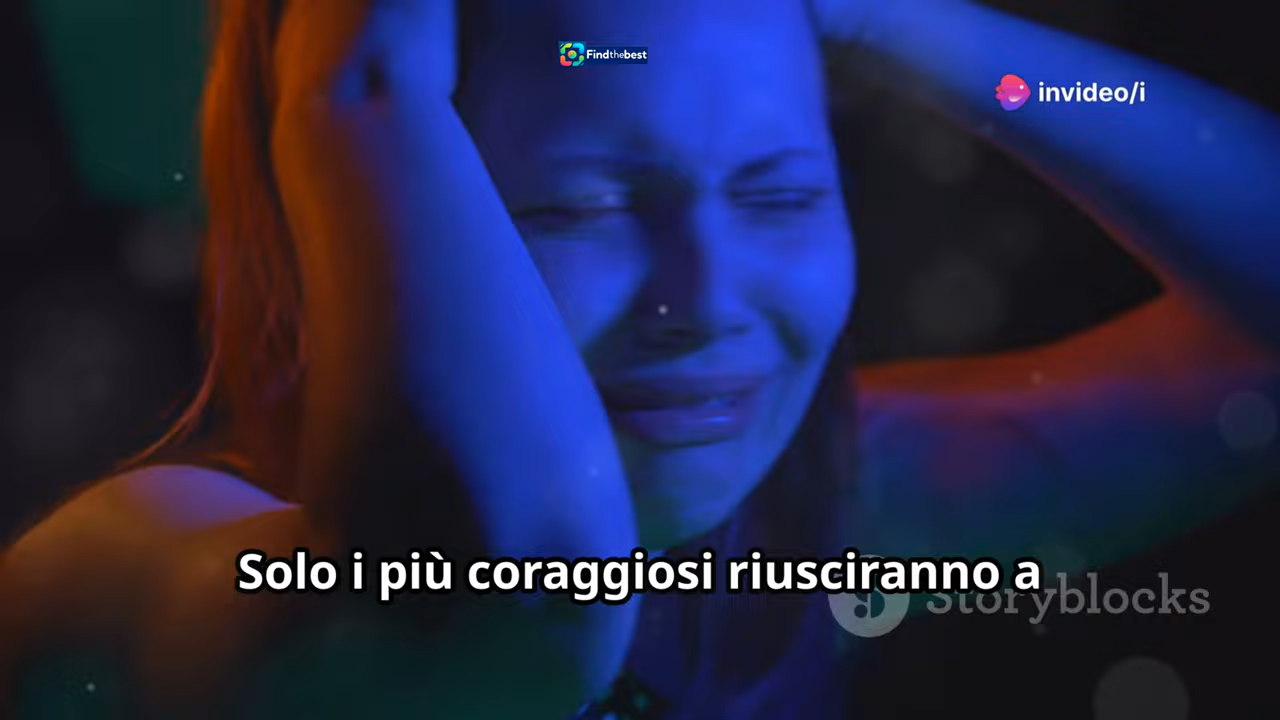 Findthebest
invideo/i
Solo i più coraggiosi riusciranno a
Storyblocks